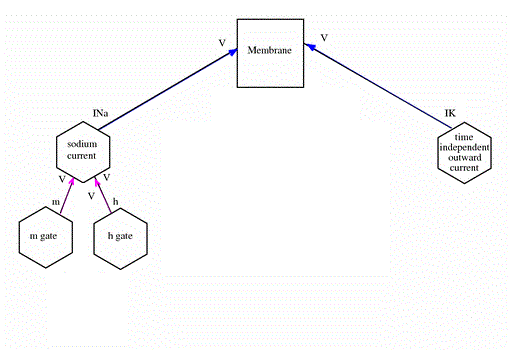 V
Membrane
V
INa
IK
sodium
current
time
independent
outward
current
V
V
V
m
h
m gate
h gate